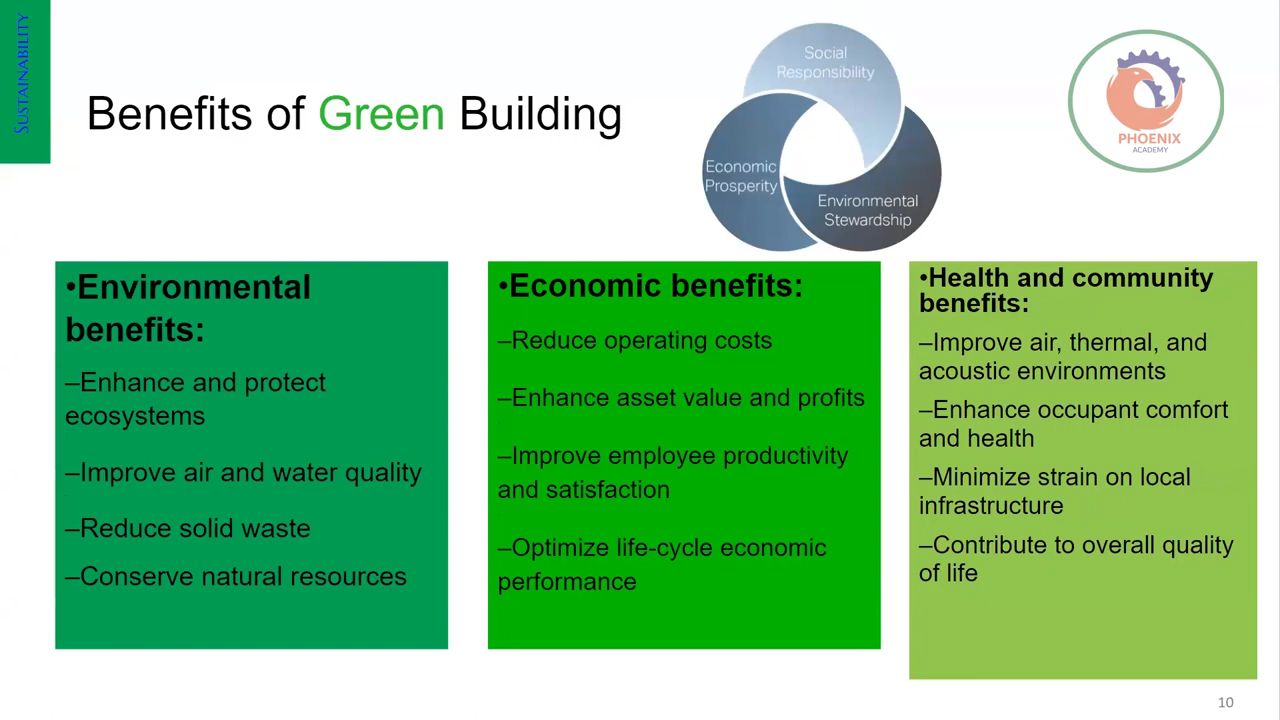 SUSTAINABILITY
Benefits of Green Building
Social
Responsibility
Economic
Prosperity
Environmental
Stewardship
PHOENIX
ACADEMY
•Environmental
benefits:
–Enhance and protect
ecosystems
–Improve air and water quality
–Reduce solid waste
–Conserve natural resources
•Economic benefits:
–Reduce operating costs
–Enhance asset value and profits
–Improve employee productivity
and satisfaction
–Optimize life-cycle economic
performance
•Health and community
benefits:
–Improve air, thermal, and
acoustic environments
–Enhance occupant comfort
and health
–Minimize strain on local
infrastructure
–Contribute to overall quality
of life
10